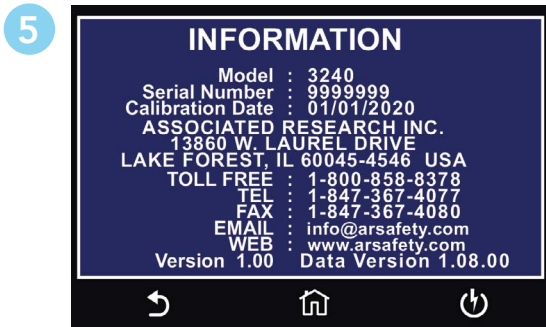 5
INFORMATION
Model : 3240
Serial Number : 9999999
Calibration Date : 01/01/2020
ASSOCIATED RESEARCH INC.
13860 W. LAUREL DRIVE
LAKE FOREST, IL 60045-4546 USA
TOLL FREE : 1-800-858-8378
TEL : 1-847-367-4077
FAX : 1-847-367-4080
EMAIL : info@arsafety.com
WEB : www.arsafety.com
Version 1.00 Data Version 1.08.00